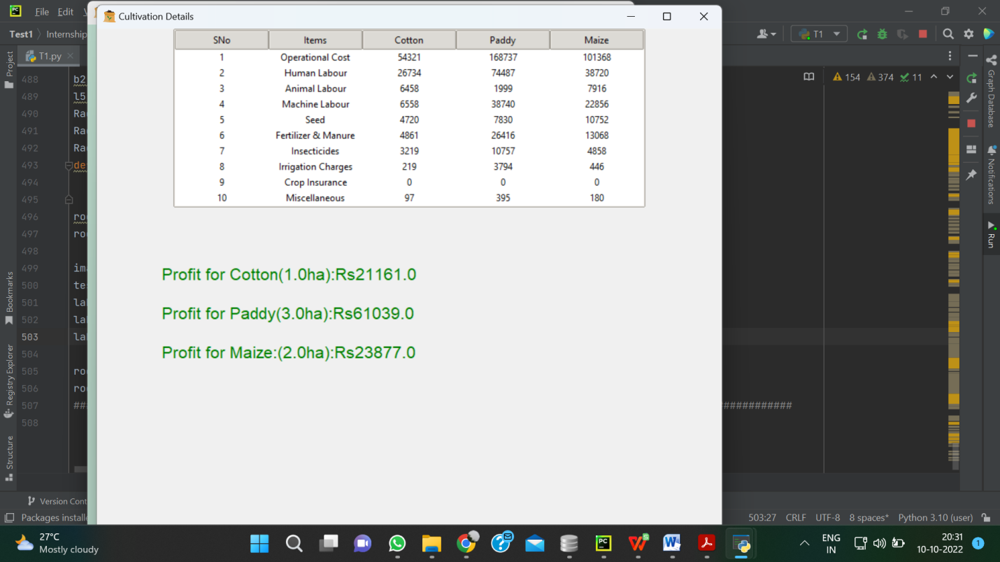 PC File Edit V
Cultivation Details
Test1 Internship
T1
Project
T1.py
SNo Items Cotton Paddy Maize
1 Operational Cost 54321 168737 101368
2 Human Labour 26734 74487 38720
3 Animal Labour 6458 1999 7916
4 Machine Labour 6558 38740 22856
5 Seed 4720 7830 10752
6 Fertilizer & Manure 4861 26416 13068
7 Insecticides 3219 10757 4858
8 Irrigation Charges 219 3794 446
9 Crop Insurance 0 0 0
10 Miscellaneous 97 395 180
154 374 11
Profit for Cotton(1.0ha):Rs21161.0
Profit for Paddy(3.0ha):Rs61039.0
Profit for Maize:(2.0ha):Rs23877.0
488 b2
489 l5
490 Ra
491 Ra
492 Ra
493 de
494
495
496 ro
497 ro
498
499 ima
500 te
501 la
502 la
503 la
504
505 ro
506 ro
507 ## ############
508
Bookmarks
Registry Explorer
Structure
Graph Database
Notifications
Run
Version Cont
Packages installe
503:27 CRLF UTF-8 8 spaces* Python 3.10 (user)
27°C
Mostly cloudy
ENG
IN
20:31
10-10-2022
1